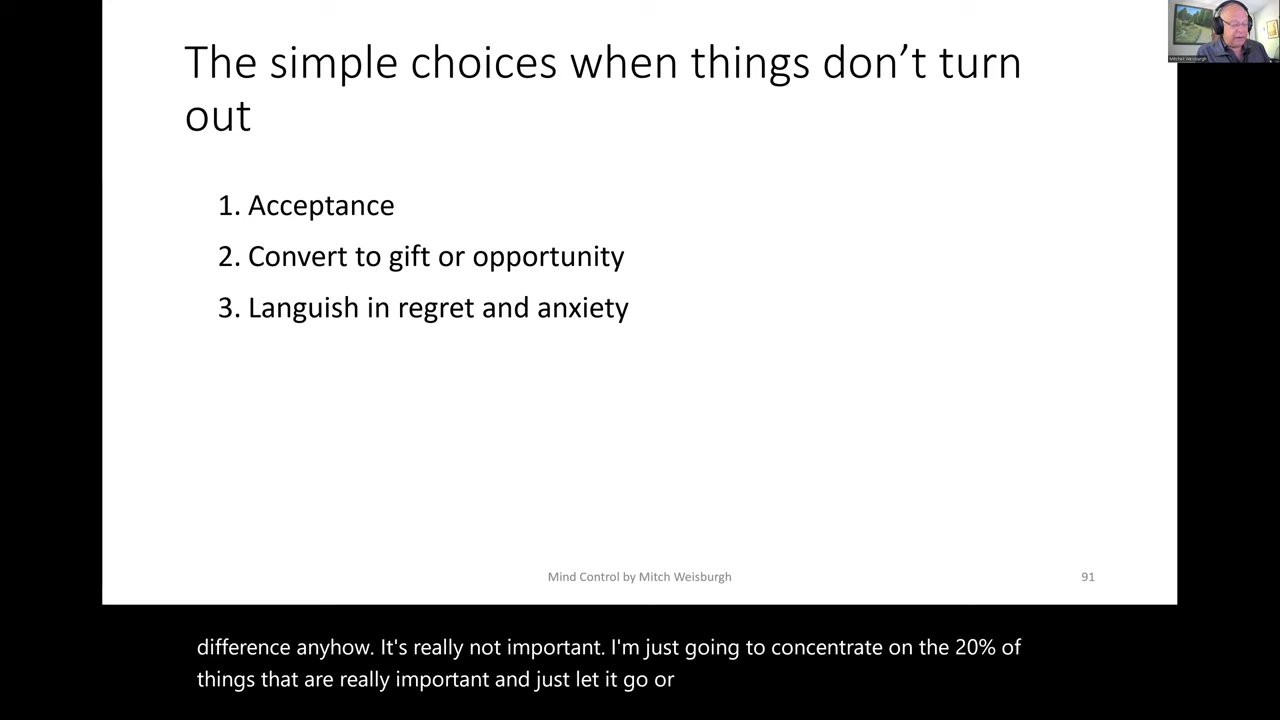 The simple choices when things don’t turn
out
1. Acceptance
2. Convert to gift or opportunity
3. Languish in regret and anxiety
Mind Control by Mitch Weisburgh
91
Mitchell Weisburgh
difference anyhow. It's really not important. I'm just going to concentrate on the 20% of
things that are really important and just let it go or